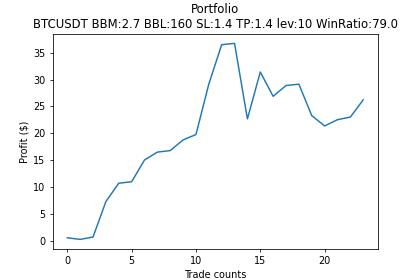 Portfolio
BTCUSDT BBM:2.7 BBL:160 SL:1.4 TP:1.4 lev:10 WinRatio:79.0
35
30
25
20
15
10
5
0
Profit ($)
0 5 10 15 20
Trade counts